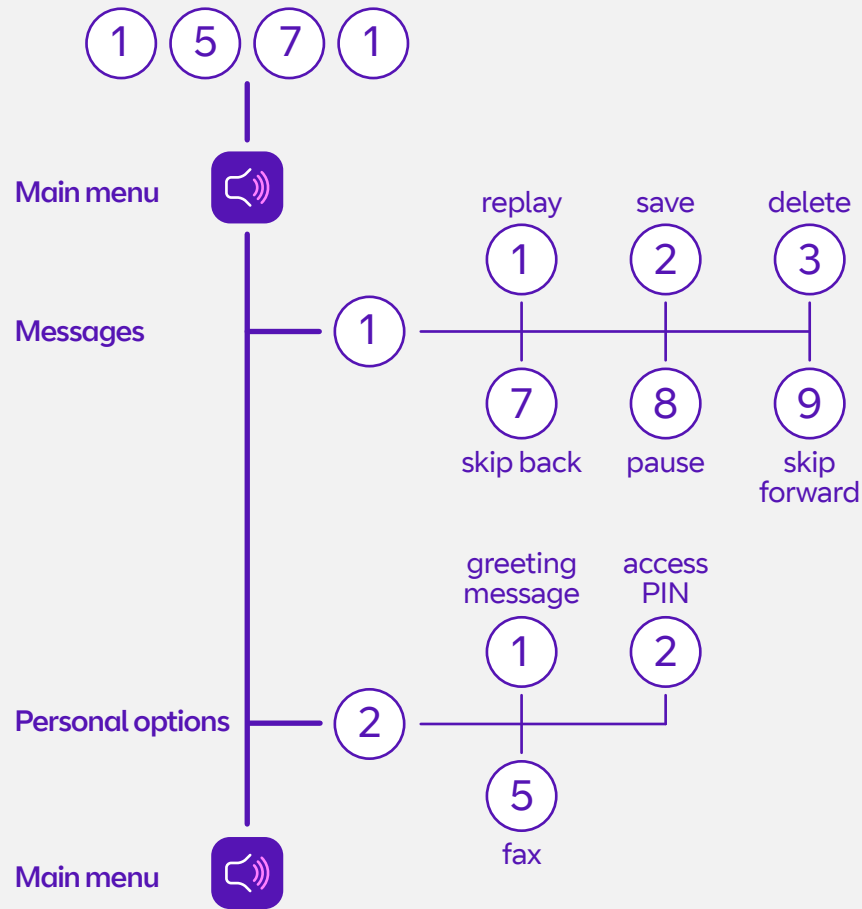 1 5 7 1
Main menu
replay save delete
1 2 3
Messages 1
7 8 9
skip back pause skip
forward
greeting access
message PIN
1 2
Personal options 2
5
fax
Main menu